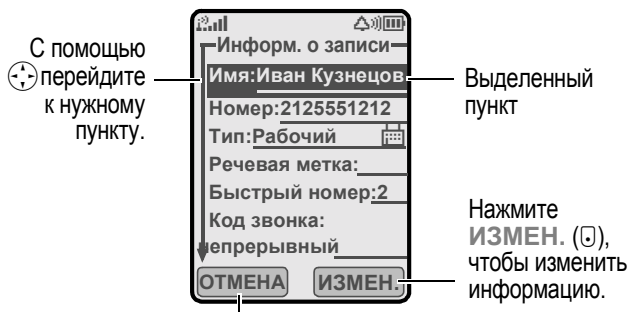 С помощью
перейдите
к нужному
пункту.
Информ. о записи
Имя:Иван Кузнецов
Номер:2125551212
Тип:Рабочий
Речевая метка:
Быстрый номер:2
Код звонка:
непрерывный
ОТМЕНА
ИЗМЕН.
Выделенный
пункт
Нажмите
ИЗМЕН. ( ),
чтобы изменить
информацию.